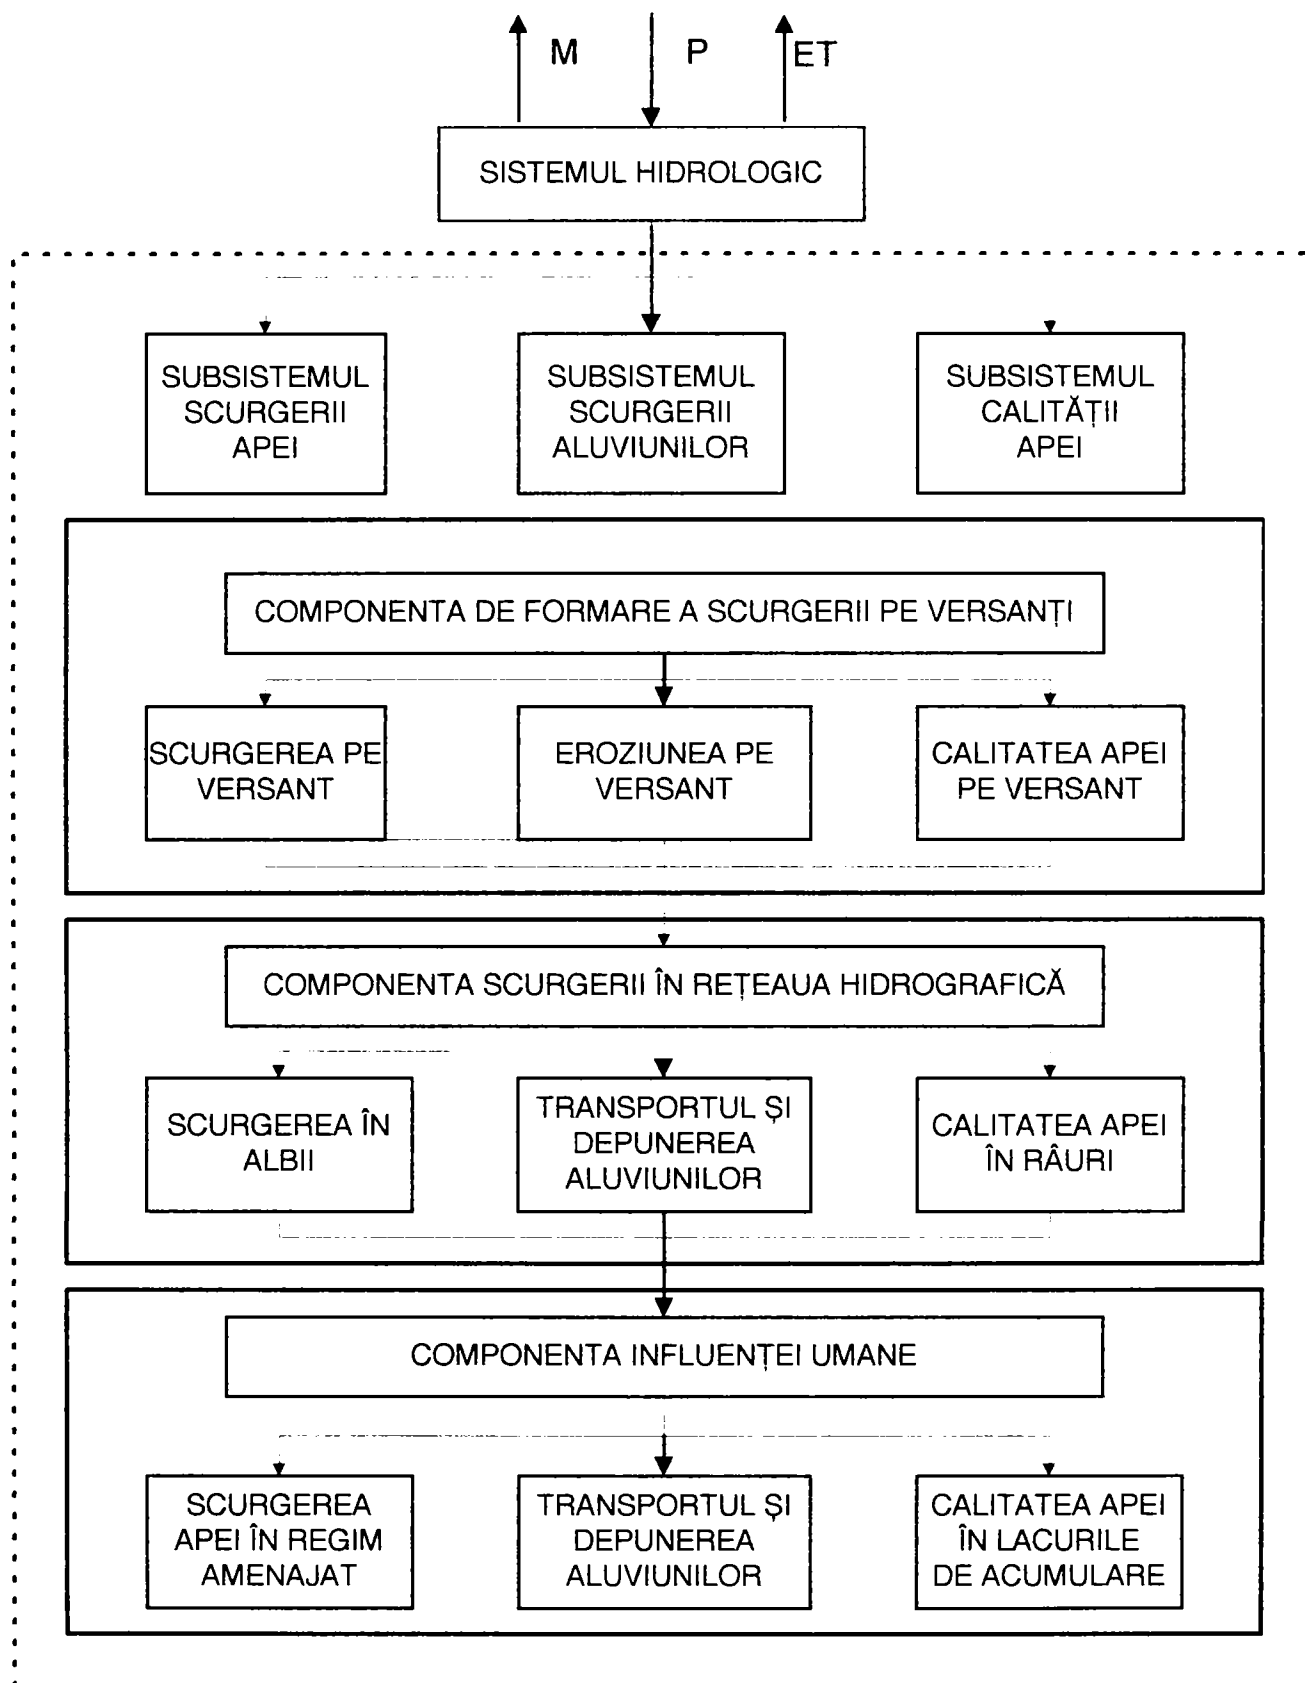 M P ET
SISTEMUL HIDROLOGIC
SUBSISTEMUL
SCURGERII
APEI
SUBSISTEMUL
SCURGERII
ALUVIUNILOR
SUBSISTEMUL
CALITĂȚII
APEI
COMPONENTA DE FORMARE A SCURGERII PE VERSANȚI
SCURGEREA PE
VERSANT
EROZIUNEA PE
VERSANT
CALITATEA APEI
PE VERSANT
COMPONENTA SCURGERII ÎN REȚEAUA HIDROGRAFICĂ
SCURGEREA ÎN
ALBII
TRANSPORTUL ȘI
DEPUNEREA
ALUVIUNILOR
CALITATEA APEI
ÎN RÂURI
COMPONENTA INFLUENȚEI UMANE
SCURGEREA
APEI ÎN REGIM
AMENAJAT
TRANSPORTUL ȘI
DEPUNEREA
ALUVIUNILOR
CALITATEA APEI
ÎN LACURILE
DE ACUMULARE